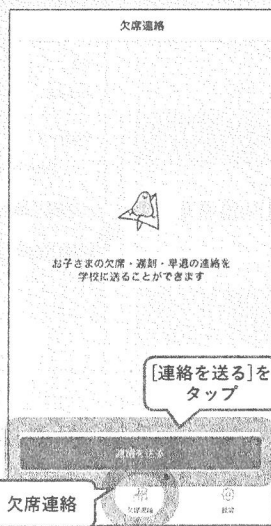 欠席連絡
お子さまの欠席・遅刻・早退の連絡を
学校に送ることができます
[連絡を送る]を
タップ
連絡を送る
欠席連絡
欠席連絡
設定